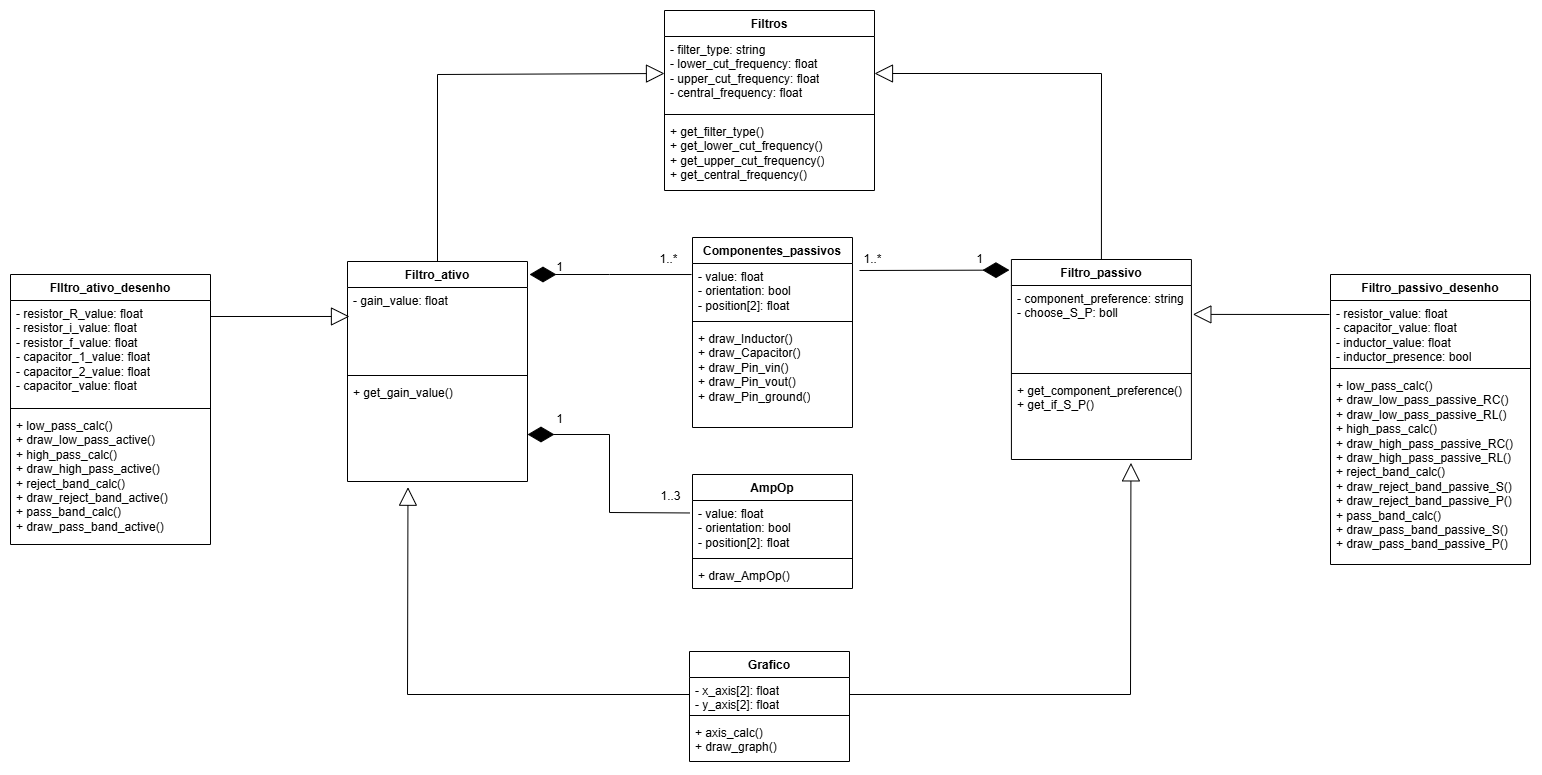 Filtros
- filter_type: string
- lower_cut_frequency: float
- upper_cut_frequency: float
- central_frequency: float
+ get_filter_type()
+ get_lower_cut_frequency()
+ get_upper_cut_frequency()
+ get_central_frequency()
FIltro_ativo_desenho
- resistor_R_value: float
- resistor_i_value: float
- resistor_f_value: float
- capacitor_1_value: float
- capacitor_2_value: float
- capacitor_value: float
+ low_pass_calc()
+ draw_low_pass_active()
+ high_pass_calc()
+ draw_high_pass_active()
+ reject_band_calc()
+ draw_reject_band_active()
+ pass_band_calc()
+ draw_pass_band_active()
Filtro_ativo
- gain_value: float
+ get_gain_value()
1
1..*
1
1..3
Componentes_passivos
- value: float
- orientation: bool
- position[2]: float
+ draw_Inductor()
+ draw_Capacitor()
+ draw_Pin_vin()
+ draw_Pin_vout()
+ draw_Pin_ground()
1..*
1
AmpOp
- value: float
- orientation: bool
- position[2]: float
+ draw_AmpOp()
Filtro_passivo
- component_preference: string
- choose_S_P: boll
+ get_component_preference()
+ get_if_S_P()
Filtro_passivo_desenho
- resistor_value: float
- capacitor_value: float
- inductor_value: float
- inductor_presence: bool
+ low_pass_calc()
+ draw_low_pass_passive_RC()
+ draw_low_pass_passive_RL()
+ high_pass_calc()
+ draw_high_pass_passive_RC()
+ draw_high_pass_passive_RL()
+ reject_band_calc()
+ draw_reject_band_passive_S()
+ draw_reject_band_passive_P()
+ pass_band_calc()
+ draw_pass_band_passive_S()
+ draw_pass_band_passive_P()
Grafico
- x_axis[2]: float
- y_axis[2]: float
+ axis_calc()
+ draw_graph()